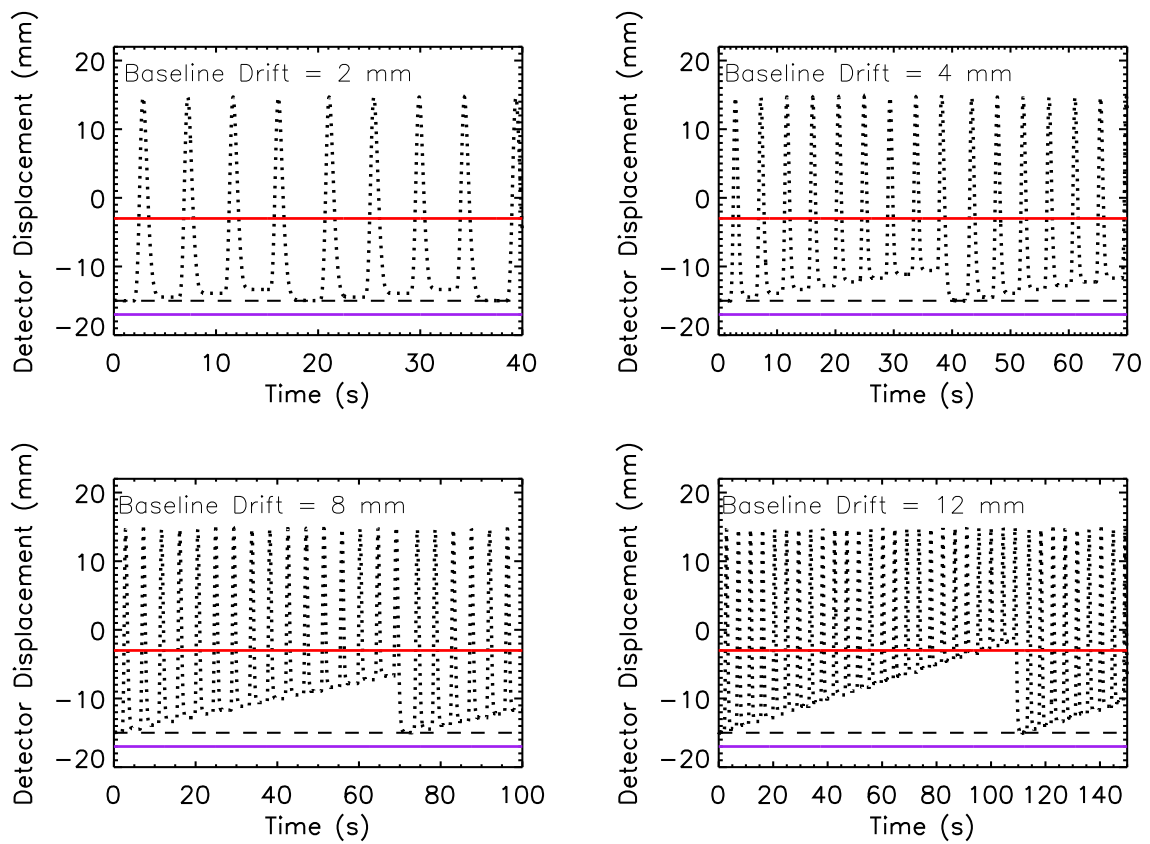 Detector Displacement (mm)
20
10
0
−10
−20
Baseline Drift = 2 mm
0 10 20 30 40
Time (s)
Detector Displacement (mm)
20
10
0
−10
−20
Baseline Drift = 4 mm
0 10 20 30 40 50 60 70
Time (s)
Detector Displacement (mm)
20
10
0
−10
−20
Baseline Drift = 8 mm
0 20 40 60 80 100
Time (s)
Detector Displacement (mm)
20
10
0
−10
−20
Baseline Drift = 12 mm
0 20 40 60 80 100 120 140
Time (s)